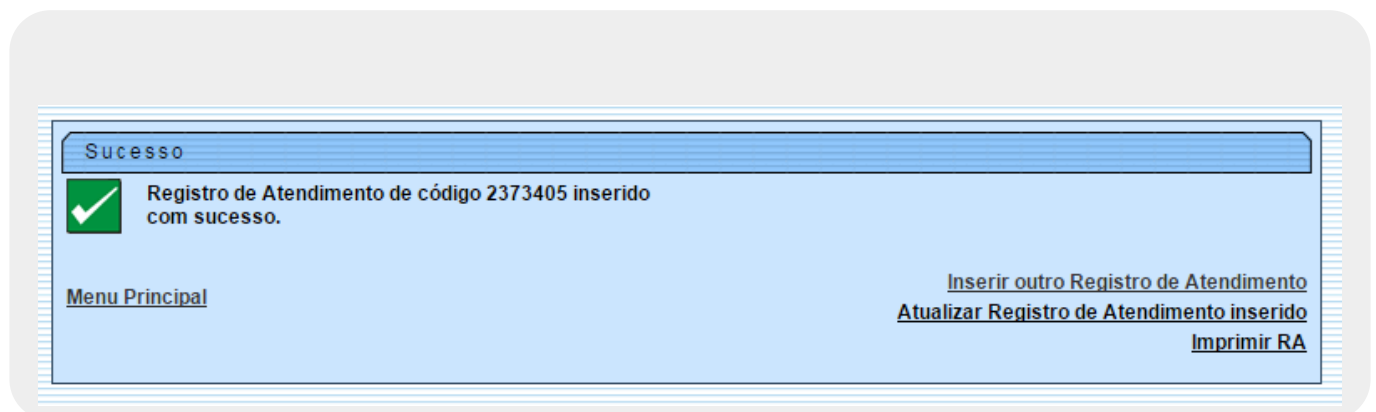 Sucesso
Registro de Atendimento de código 2373405 inserido
com sucesso.
Menu Principal
Inserir outro Registro de Atendimento
Atualizar Registro de Atendimento inserido
Imprimir RA